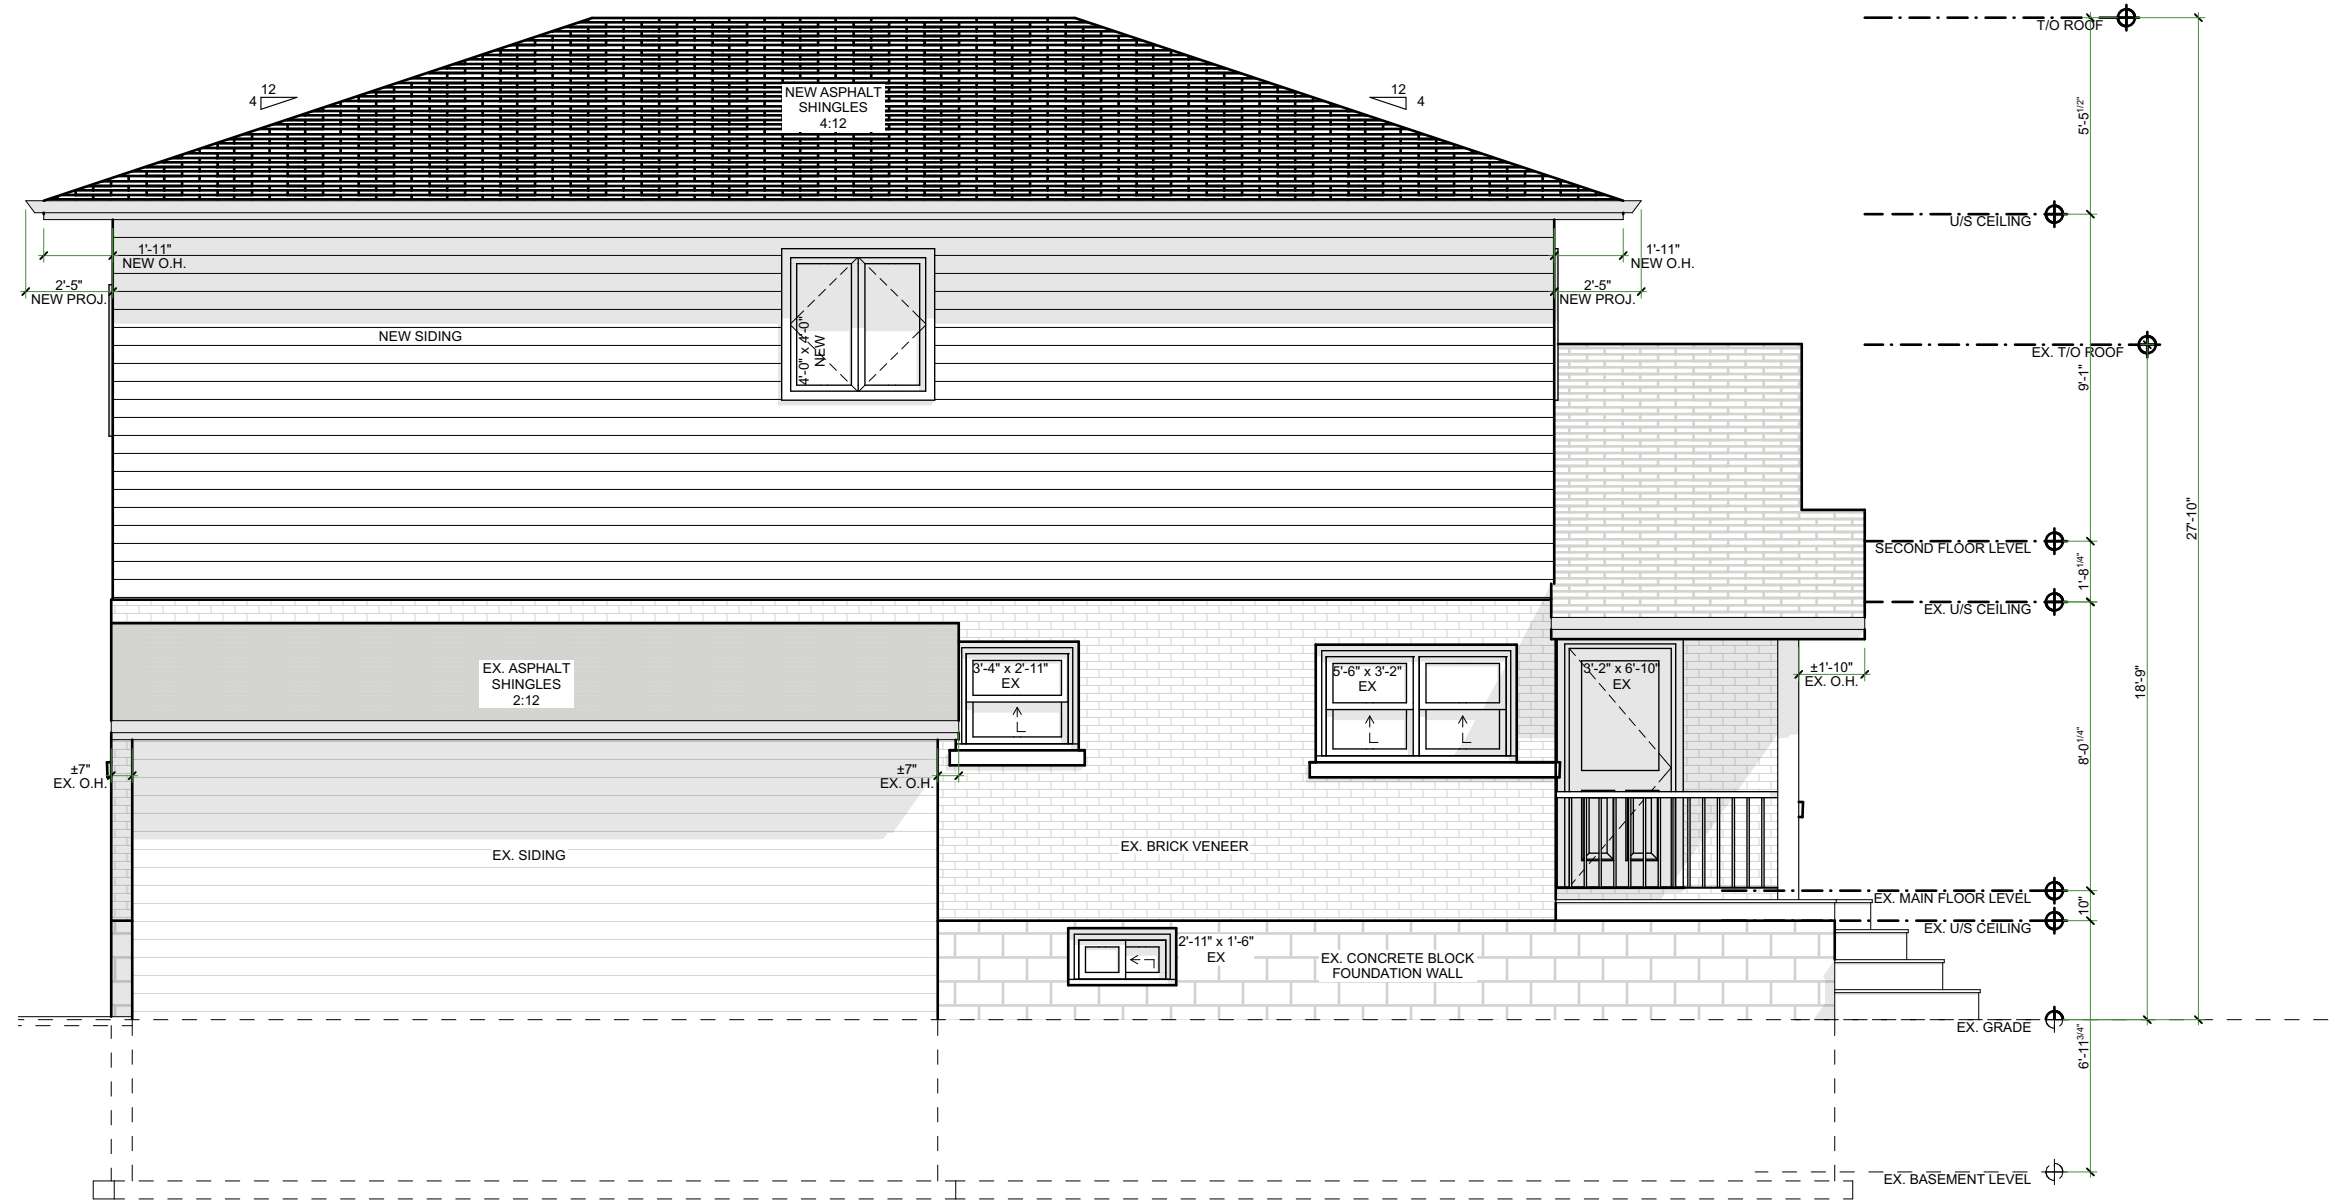 T/O ROOF
12
4
NEW ASPHALT
SHINGLES
4:12
12
4
5'-5 1/2"
U/S CEILING
1'-11"
NEW O.H.
2'-5"
NEW PROJ.
1'-11"
NEW O.H.
2'-5"
NEW PROJ.
NEW SIDING
4'-0" x 4'-0"
NEW
EX. T/O ROOF
9'-1"
27'-10"
SECOND FLOOR LEVEL
1'-8 1/4"
EX. U/S CEILING
EX. ASPHALT
SHINGLES
2:12
3'-4" x 2'-11"
EX
5'-6" x 3'-2"
EX
3'-2" x 6'-10"
EX
±1'-10"
EX. O.H.
18'-9"
8'-0 1/4"
±7"
EX. O.H.
±7"
EX. O.H.
EX. SIDING
EX. BRICK VENEER
EX. MAIN FLOOR LEVEL
10"
EX. U/S CEILING
2'-11" x 1'-6"
EX
EX. CONCRETE BLOCK
FOUNDATION WALL
EX. GRADE
6'-11 3/4"
EX. BASEMENT LEVEL